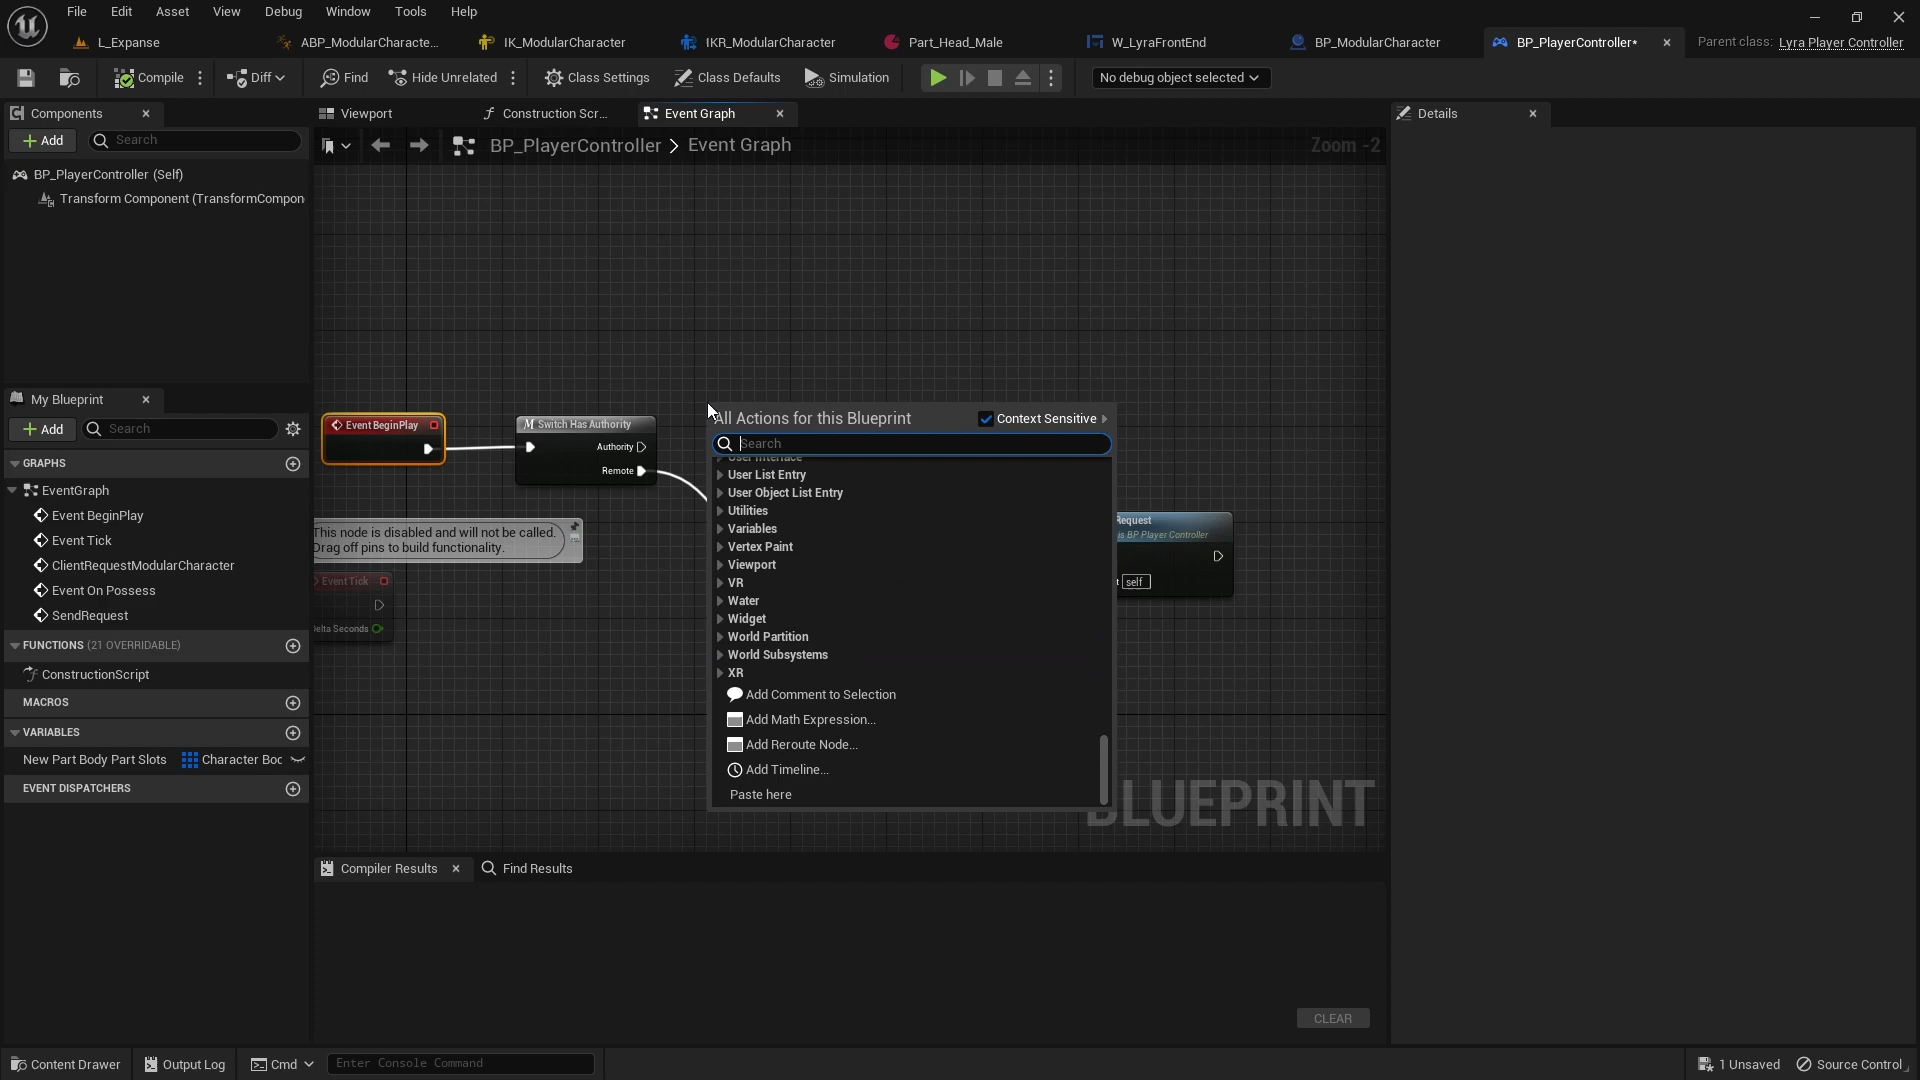 File Edit Asset View Debug Window Tools Help
L_Expanse ABP_ModularCharacte... IK_ModularCharacter IKR_ModularCharacter Part_Head_Male W_LyraFrontEnd BP_ModularCharacter BP_PlayerController* Parent class: Lyra Player Controller
Compile Diff Find Hide Unrelated Class Settings Class Defaults Simulation No debug object selected
Components Viewport Construction Scr... Event Graph Details
Add Search
BP_PlayerController > Event Graph Zoom -2
BP_PlayerController (Self)
Transform Component (TransformCompon
My Blueprint
Add Search
GRAPHS
EventGraph
Event BeginPlay
Event Tick
ClientRequestModularCharacter
Event On Possess
SendRequest
FUNCTIONS (21 OVERRIDABLE)
ConstructionScript
MACROS
VARIABLES
New Part Body Part Slots Character Boc
EVENT DISPATCHERS
Event BeginPlay
Switch Has Authority
Authority
Remote
This node is disabled and will not be called.
Drag off pins to build functionality.
Event Tick
Delta Seconds
All Actions for this Blueprint Context Sensitive
Search
User Interface
User List Entry
User Object List Entry
Utilities
Variables
Vertex Paint
Viewport
VR
Water
Widget
World Partition
World Subsystems
XR
Add Comment to Selection
Add Math Expression...
Add Reroute Node...
Add Timeline...
Paste here
Request
is BP Player Controller
t self
BLUEPRINT
Compiler Results Find Results
CLEAR
Content Drawer Output Log Cmd Enter Console Command 1 Unsaved Source Control